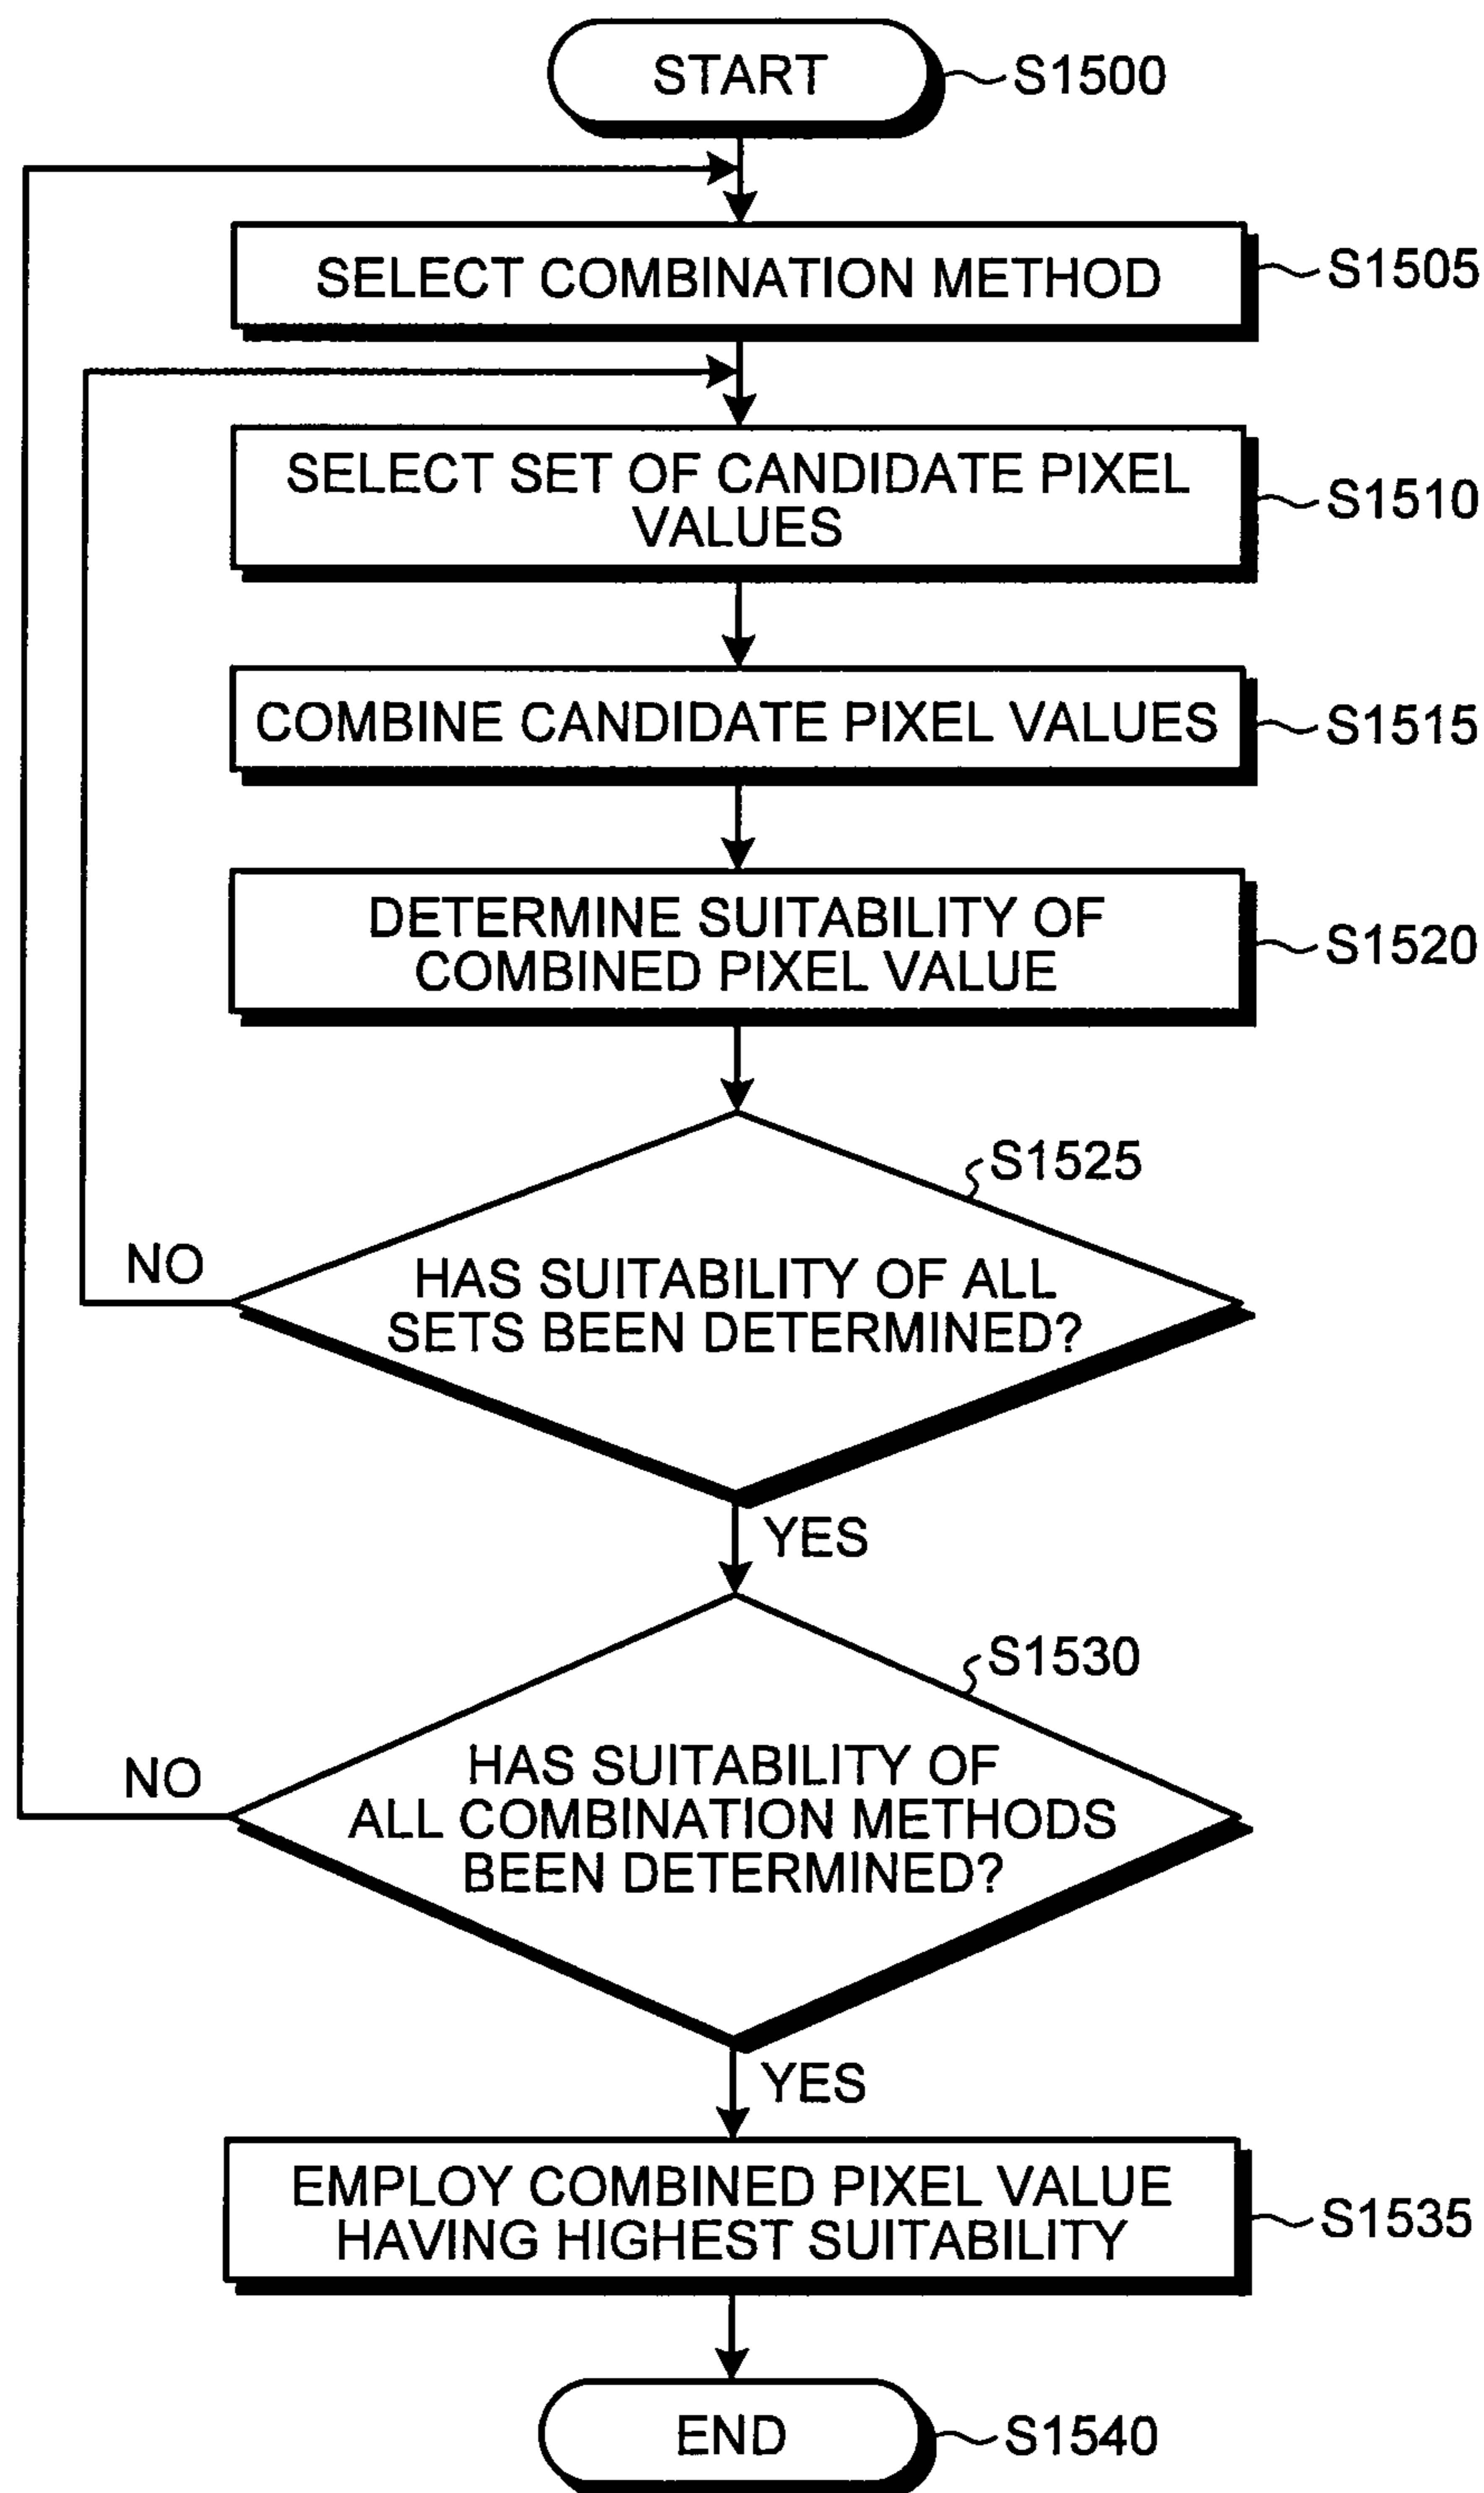 START
S1500
SELECT COMBINATION METHOD
S1505
SELECT SET OF CANDIDATE PIXEL
VALUES
S1510
COMBINE CANDIDATE PIXEL VALUES
S1515
DETERMINE SUITABILITY OF
COMBINED PIXEL VALUE
S1520
S1525
HAS SUITABILITY OF ALL
SETS BEEN DETERMINED?
NO
YES
S1530
HAS SUITABILITY OF
ALL COMBINATION METHODS
BEEN DETERMINED?
NO
YES
EMPLOY COMBINED PIXEL VALUE
HAVING HIGHEST SUITABILITY
S1535
END
S1540